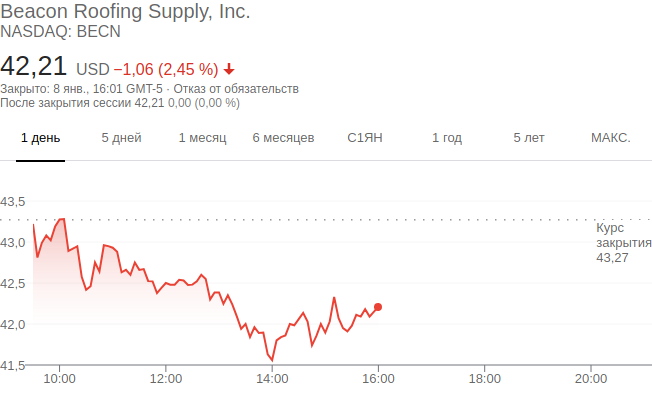 Beacon Roofing Supply, Inc.
NASDAQ: BECN
42,21 USD −1,06 (2,45 %)
Закрыто: 8 янв., 16:01 GMT-5 · Отказ от обязательств
После закрытия сессии 42,21 0,00 (0,00 %)
1 день 5 дней 1 месяц 6 месяцев С1ЯН 1 год 5 лет МАКС.
43,5
Курс
закрытия
43,27
43,0
42,5
42,0
41,5
10:00 12:00 14:00 16:00 18:00 20:00